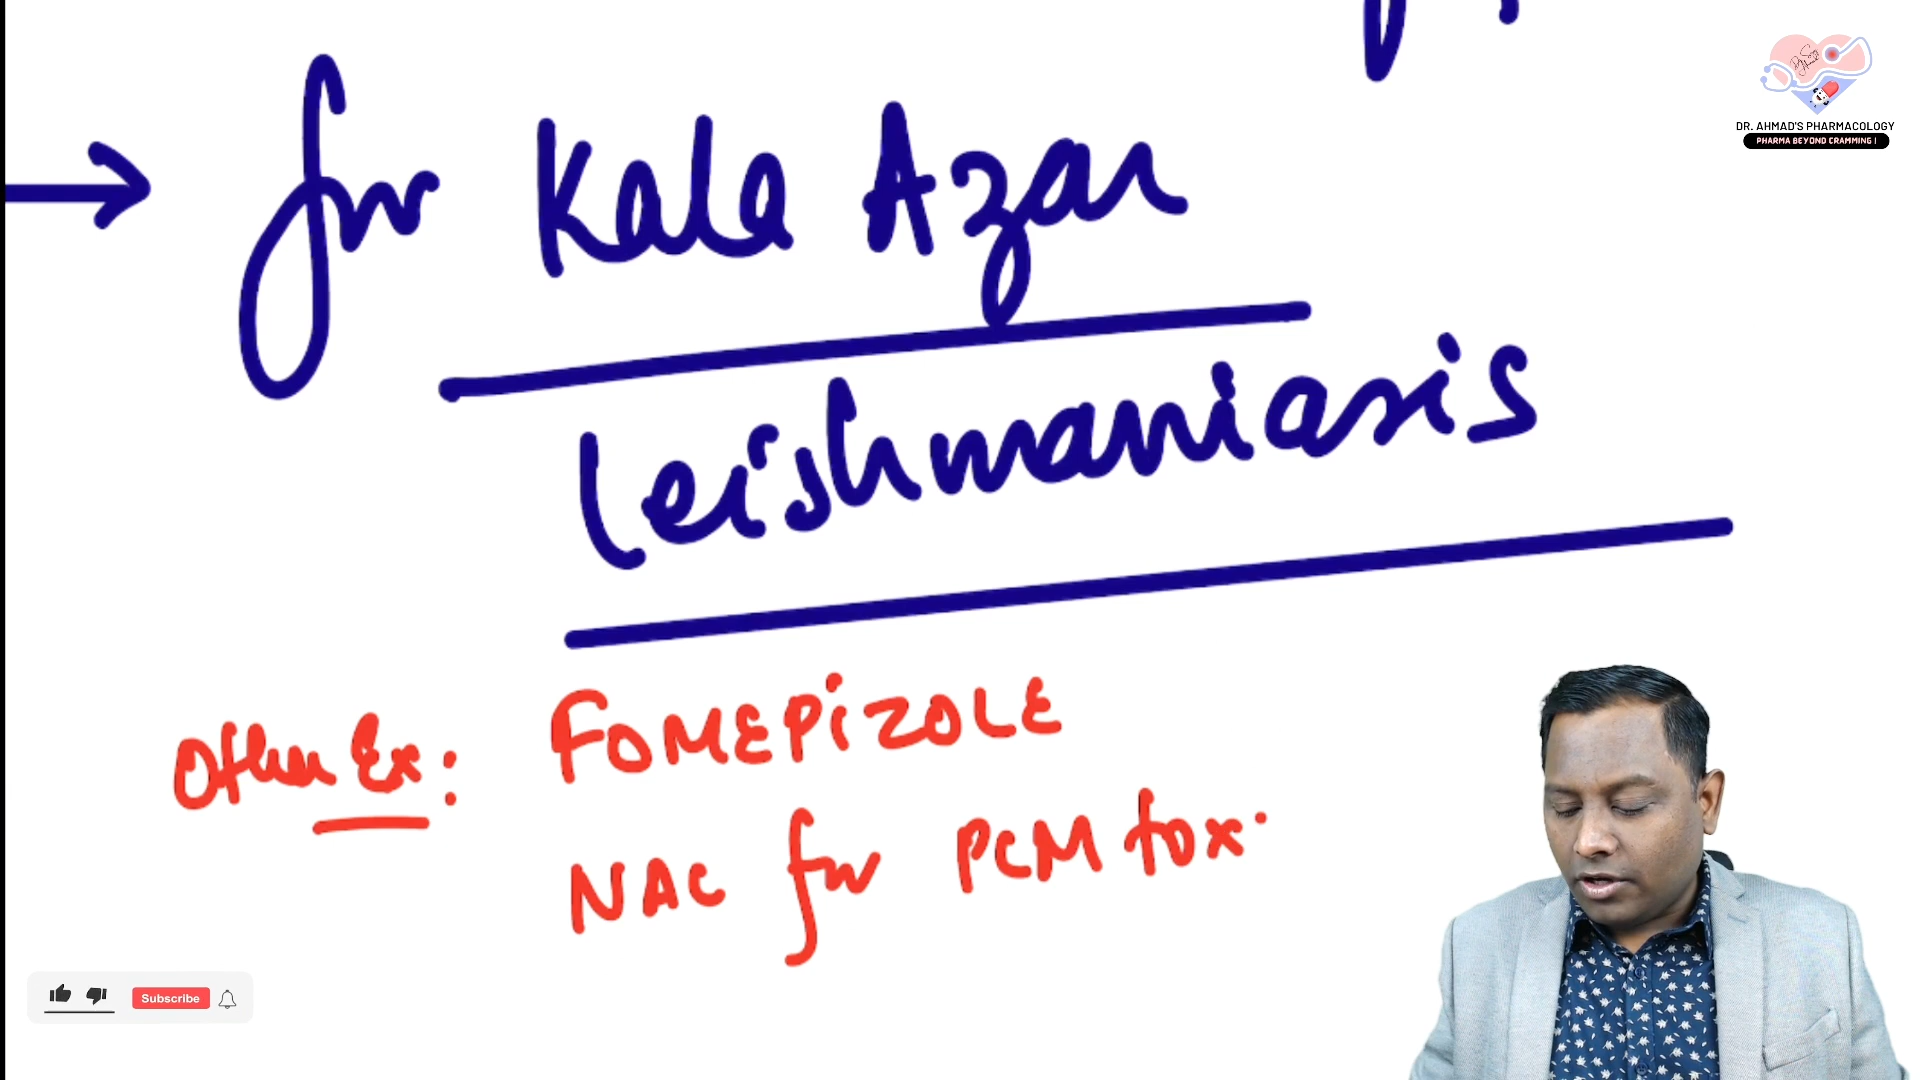 DR. AHMAD'S PHARMACOLOGY
PHARMA BEYOND CRAMMING !
→ for Kala Azar
Leishmaniasis
Other Ex: FOMEPIZOLE
NAC for PCM tox.
Subscribe